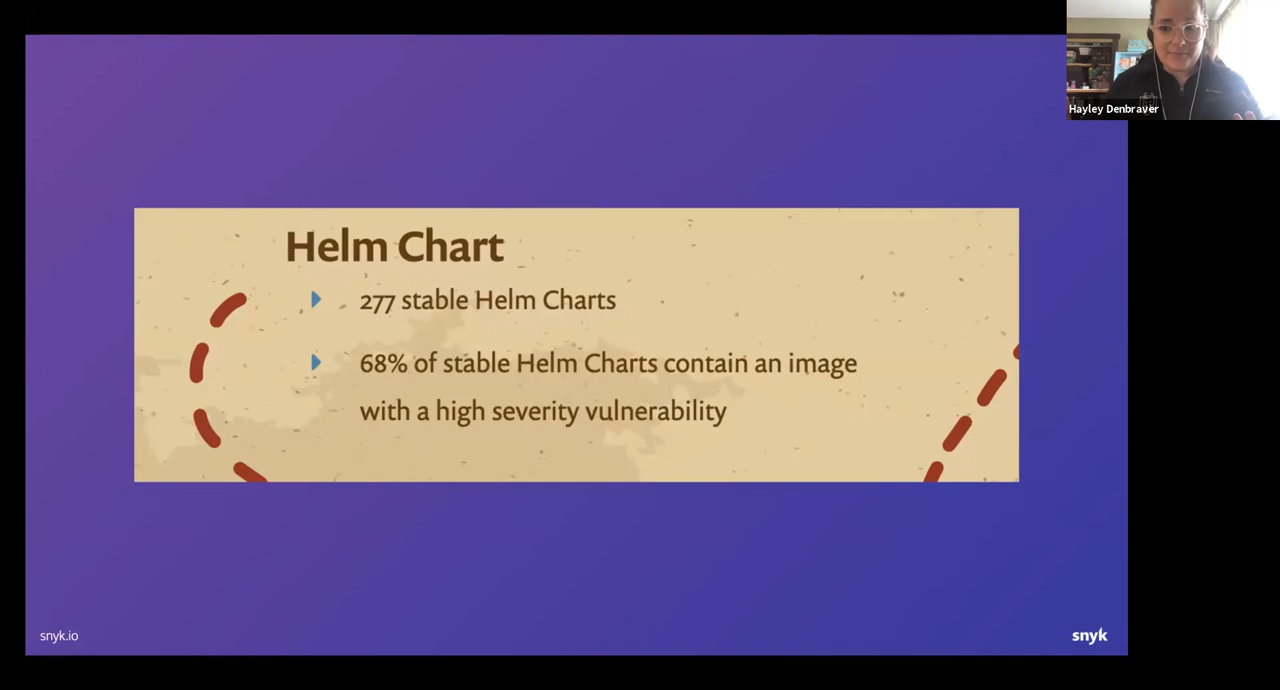 Hayley Denbraver
Helm Chart
277 stable Helm Charts
68% of stable Helm Charts contain an image
with a high severity vulnerability
snyk.io
snyk